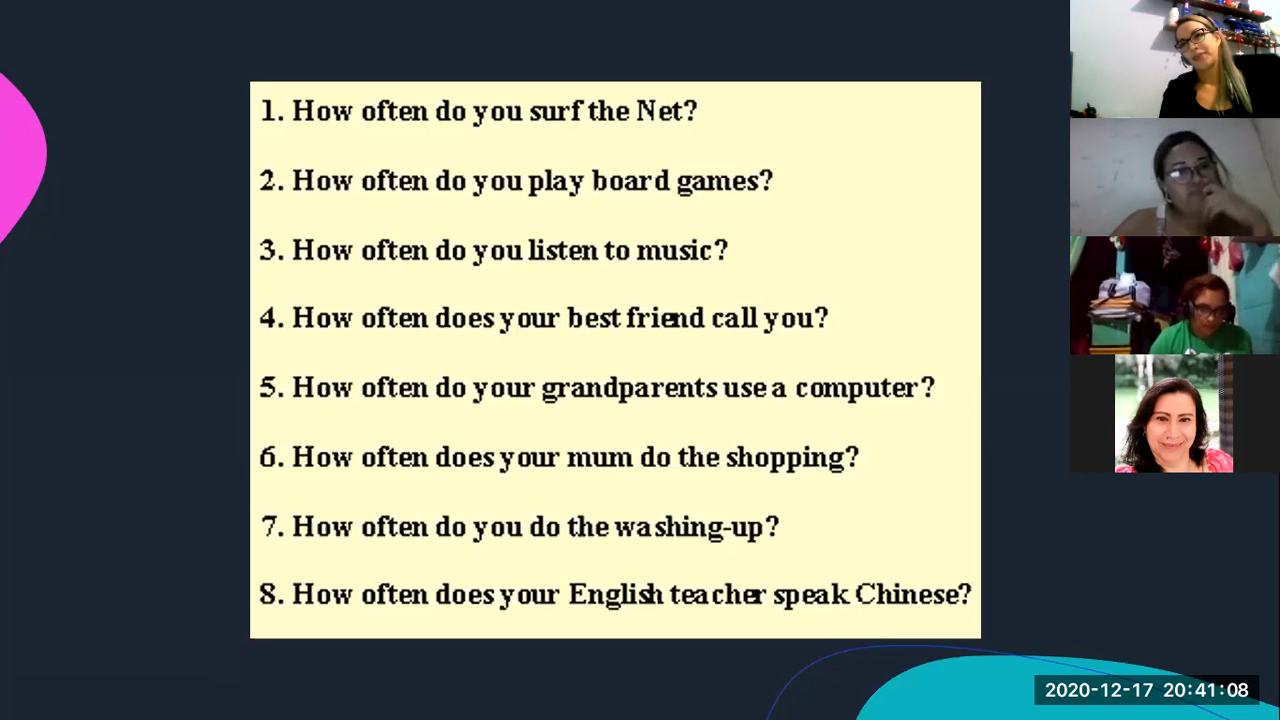 1. How often do you surf the Net?
2. How often do you play board games?
3. How often do you listen to music?
4. How often does your best friend call you?
5. How often do your grandparents use a computer?
6. How often does your mum do the shopping?
7. How often do you do the washing-up?
8. How often does your English teacher speak Chinese?
2020-12-17 20:41:08